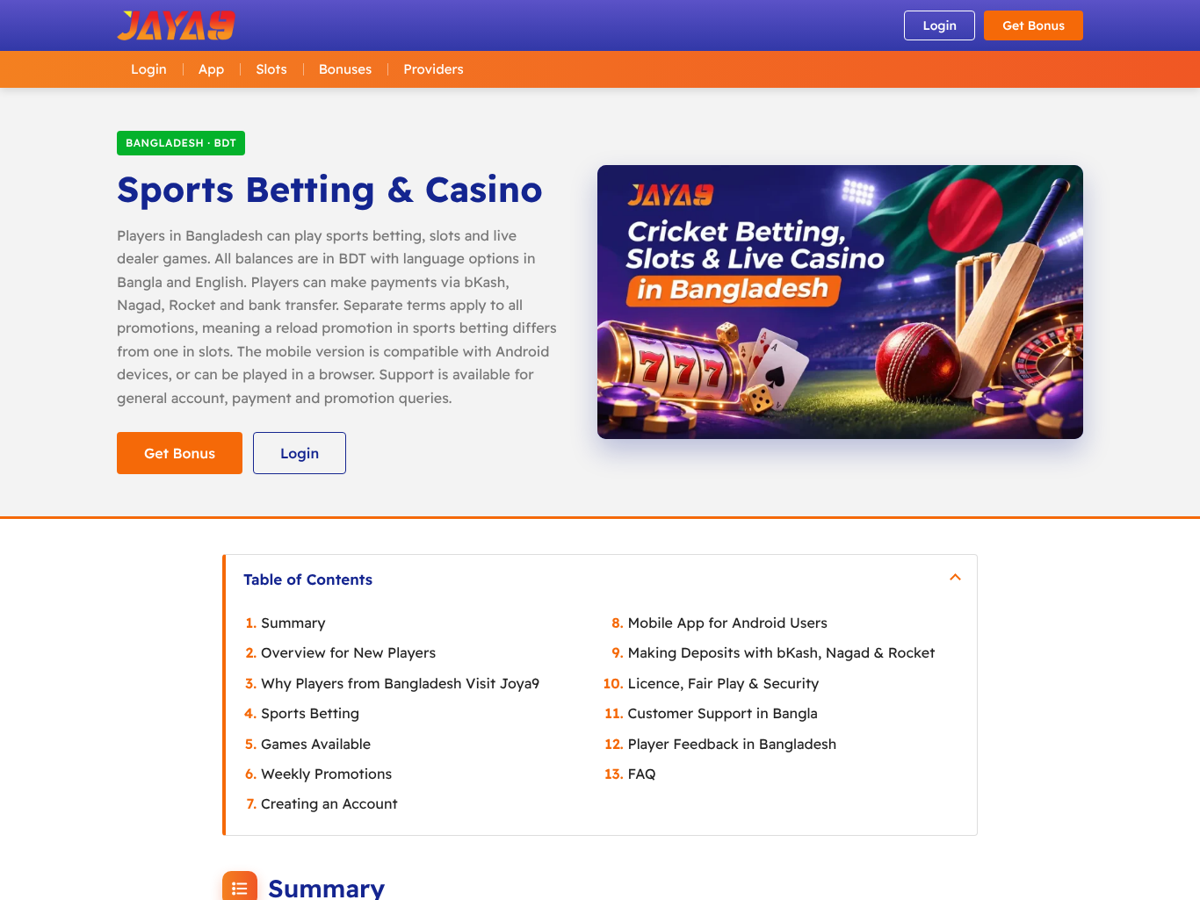 JAYA9
Login
Get Bonus
Login
App
Slots
Bonuses
Providers
BANGLADESH · BDT
Sports Betting & Casino
Players in Bangladesh can play sports betting, slots and live
dealer games. All balances are in BDT with language options in
Bangla and English. Players can make payments via bKash,
Nagad, Rocket and bank transfer. Separate terms apply to all
promotions, meaning a reload promotion in sports betting differs
from one in slots. The mobile version is compatible with Android
devices, or can be played in a browser. Support is available for
general account, payment and promotion queries.
Get Bonus
Login
JAYA9
Cricket Betting,
Slots & Live Casino
in Bangladesh
7 7 7
A A A
Table of Contents
1. Summary
2. Overview for New Players
3. Why Players from Bangladesh Visit Joya9
4. Sports Betting
5. Games Available
6. Weekly Promotions
7. Creating an Account
8. Mobile App for Android Users
9. Making Deposits with bKash, Nagad & Rocket
10. Licence, Fair Play & Security
11. Customer Support in Bangla
12. Player Feedback in Bangladesh
13. FAQ
Summary